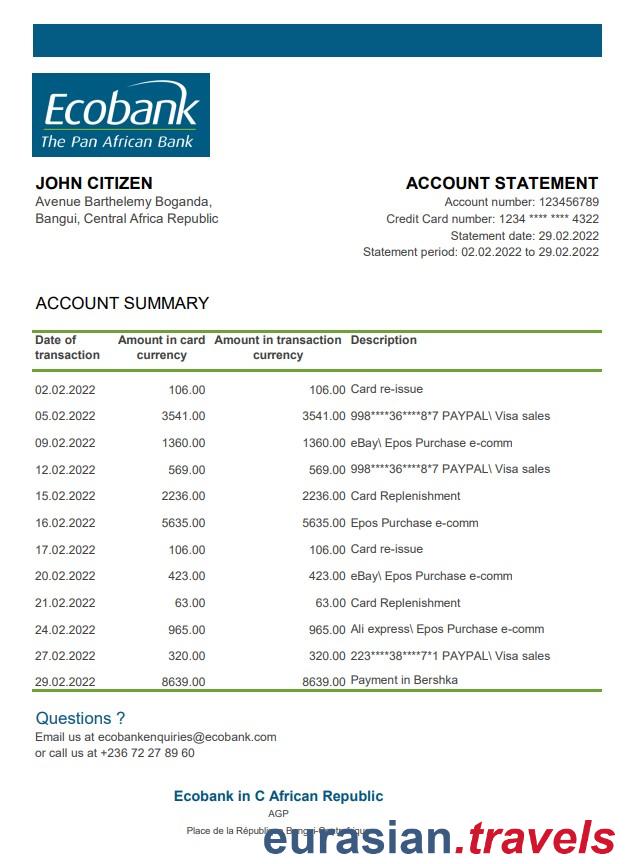 Ecobank
The Pan African Bank
JOHN CITIZEN
Avenue Barthelemy Boganda,
Bangui, Central Africa Republic
ACCOUNT STATEMENT
Account number: 123456789
Credit Card number: 1234 **** **** 4322
Statement date: 29.02.2022
Statement period: 02.02.2022 to 29.02.2022
ACCOUNT SUMMARY
Date of transaction Amount in card currency Amount in transaction currency Description
02.02.2022 106.00 106.00 Card re-issue
05.02.2022 3541.00 3541.00 998****36****8*7 PAYPAL\ Visa sales
09.02.2022 1360.00 1360.00 eBay\ Epos Purchase e-comm
12.02.2022 569.00 569.00 998****36****8*7 PAYPAL\ Visa sales
15.02.2022 2236.00 2236.00 Card Replenishment
16.02.2022 5635.00 5635.00 Epos Purchase e-comm
17.02.2022 106.00 106.00 Card re-issue
20.02.2022 423.00 423.00 eBay\ Epos Purchase e-comm
21.02.2022 63.00 63.00 Card Replenishment
24.02.2022 965.00 965.00 Ali express\ Epos Purchase e-comm
27.02.2022 320.00 320.00 223****38****7*1 PAYPAL\ Visa sales
29.02.2022 8639.00 8639.00 Payment in Bershka
Questions ?
Email us at ecobankenquiries@ecobank.com
or call us at +236 72 27 89 60
Ecobank in C African Republic
AGP
Place de la République
eurasian.travels